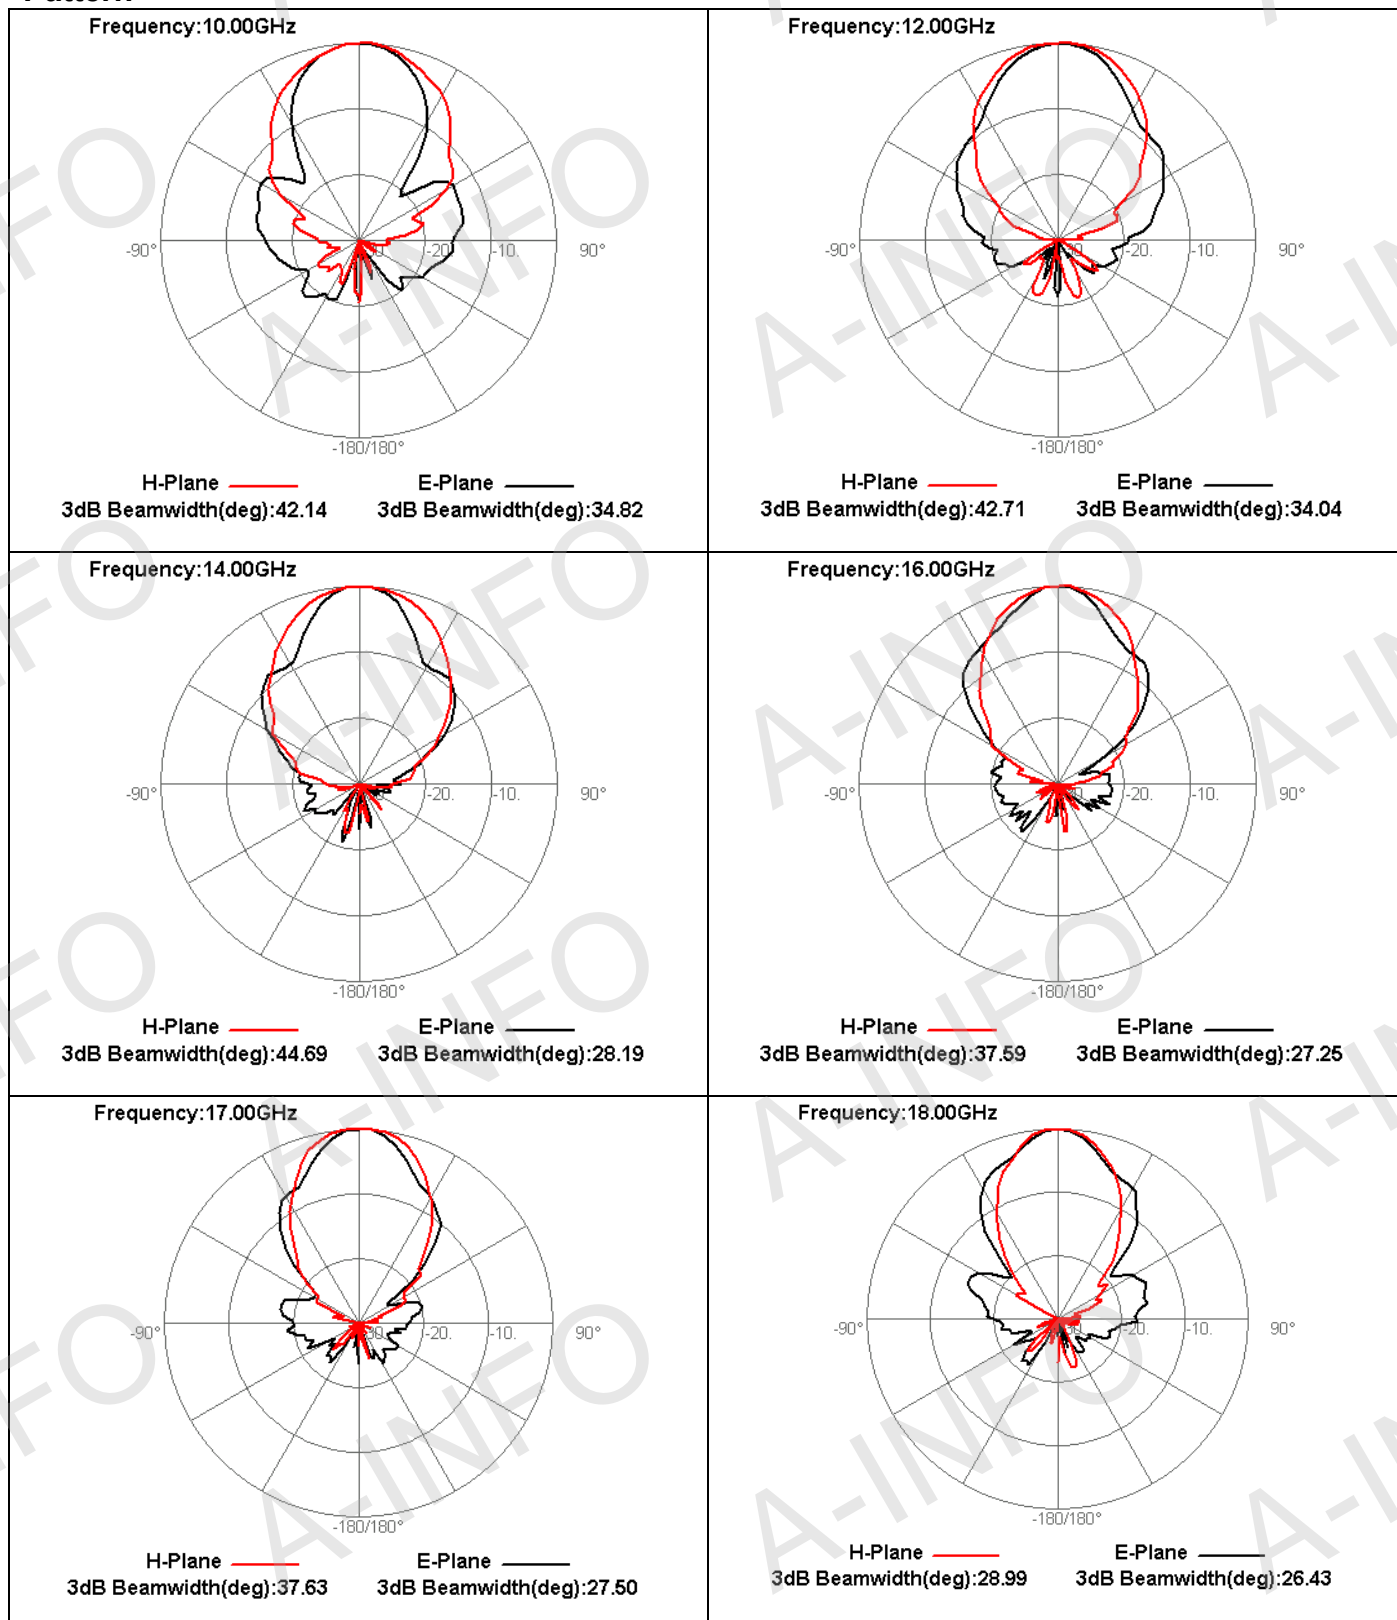 Pattern
Frequency:10.00GHz
-90° -20. -10. 90°
-180/180°
H-Plane E-Plane
3dB Beamwidth(deg):42.14 3dB Beamwidth(deg):34.82
Frequency:12.00GHz
-90° -20. -10. 90°
-180/180°
H-Plane E-Plane
3dB Beamwidth(deg):42.71 3dB Beamwidth(deg):34.04
Frequency:14.00GHz
-90° -20. -10. 90°
-180/180°
H-Plane E-Plane
3dB Beamwidth(deg):44.69 3dB Beamwidth(deg):28.19
Frequency:16.00GHz
-90° -20. -10. 90°
-180/180°
H-Plane E-Plane
3dB Beamwidth(deg):37.59 3dB Beamwidth(deg):27.25
Frequency:17.00GHz
-90° -20. -10. 90°
-180/180°
H-Plane E-Plane
3dB Beamwidth(deg):37.63 3dB Beamwidth(deg):27.50
Frequency:18.00GHz
-90° -20. -10. 90°
-180/180°
H-Plane E-Plane
3dB Beamwidth(deg):28.99 3dB Beamwidth(deg):26.43
A-INFO